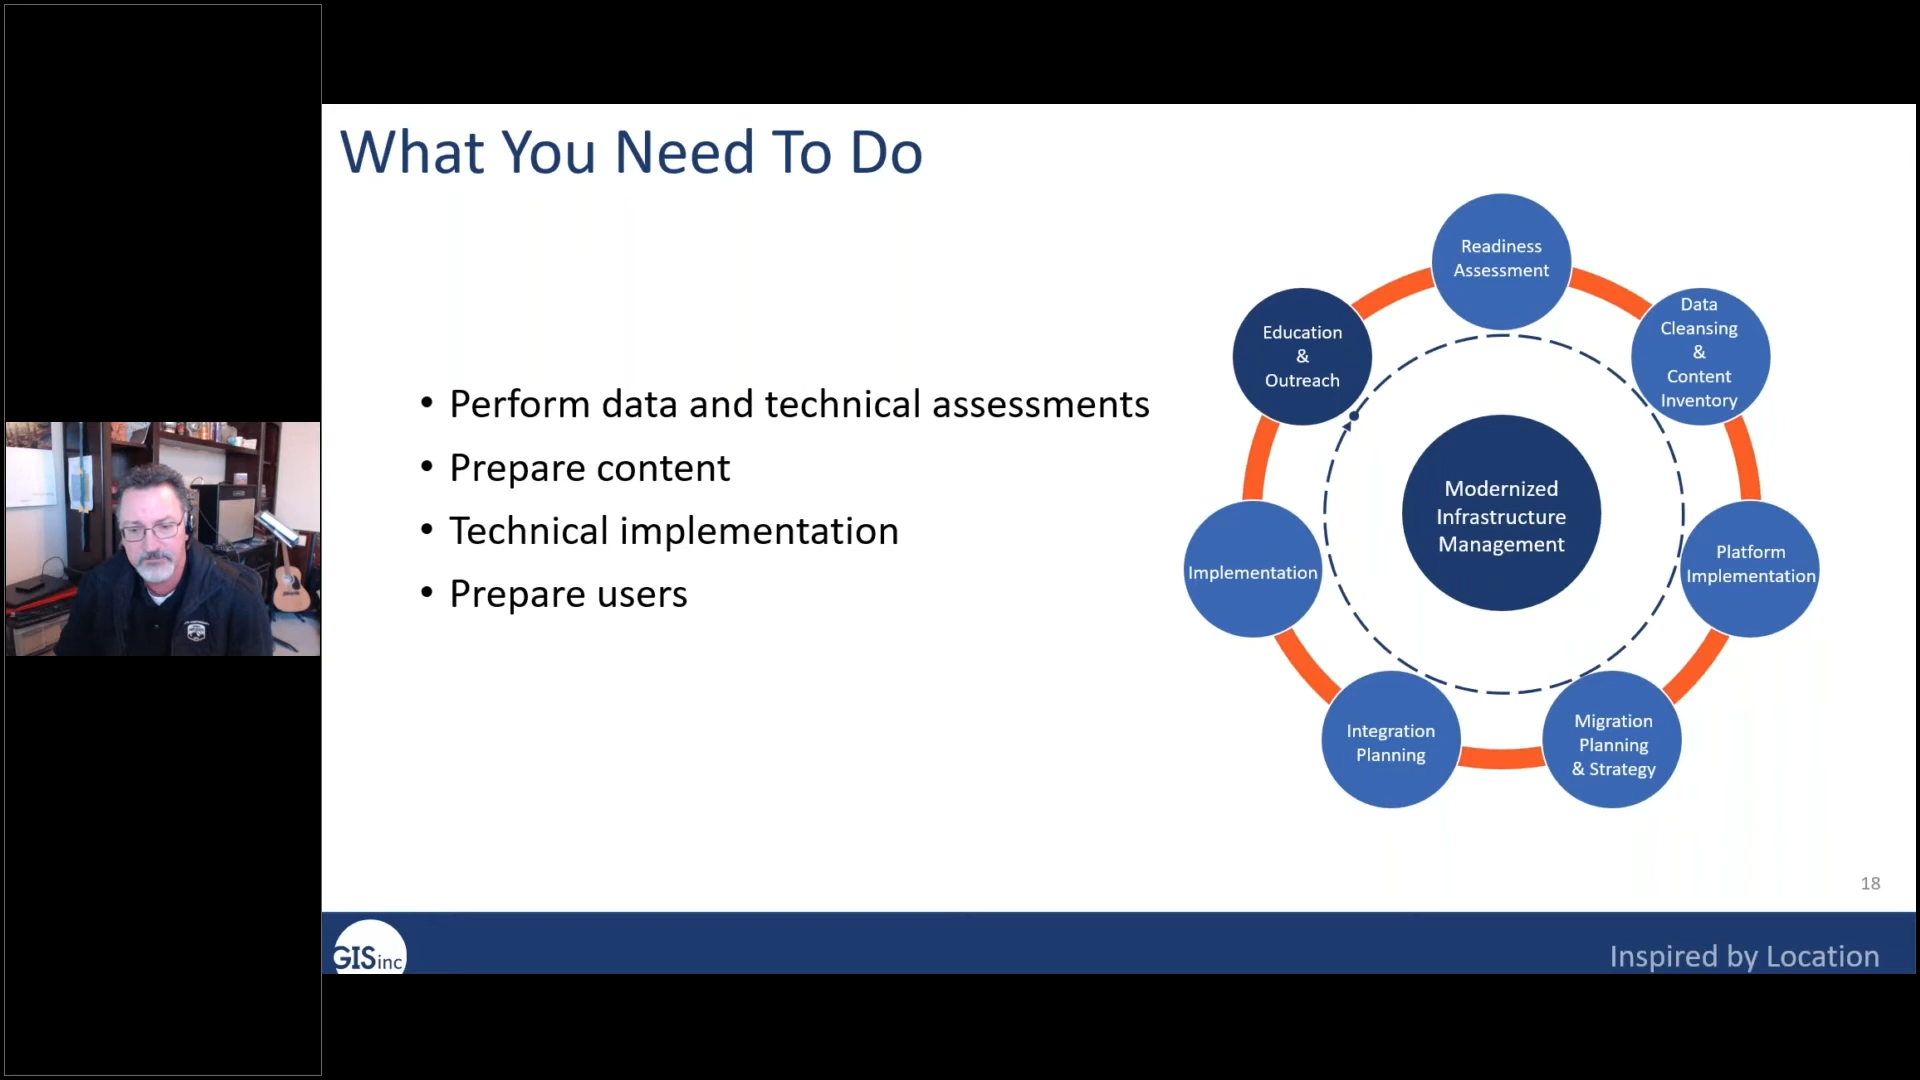 What You Need To Do
• Perform data and technical assessments
• Prepare content
• Technical implementation
• Prepare users
Readiness
Assessment
Data
Cleansing
&
Content
Inventory
Platform
Implementation
Migration
Planning
& Strategy
Integration
Planning
Implementation
Education
&
Outreach
Modernized
Infrastructure
Management
18
GISinc
Inspired by Location